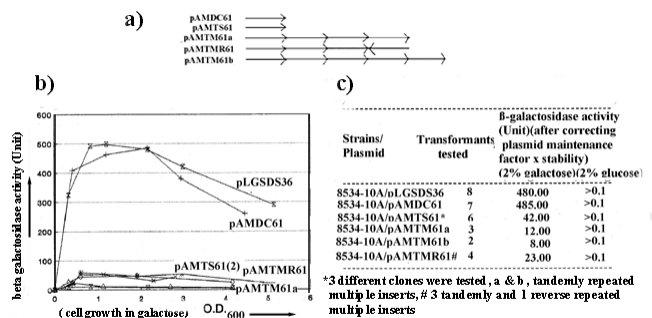 a)
pAMDC61
pAMTS61
pAMTM61a
pAMTMR61
pAMTM61b
b)
beta galactosidase activity (Unit)
600
500
400
300
200
100
0
0
1
2
3
4
5
6
pLGSDS36
pAMDC61
pAMTS61(2)
pAMTMR61
pAMTM61a
( cell growth in galactose)
O.D.600
c)
Strains/ Plasmid
Transformants tested
ß-galactosidase activity
(Unit)(after correcting
plasmid maintenance
factor x stability)
(2% galactose)(2% glucose)
8534-10A/pLGSDS36 8 480.00 >0.1
8534-10A/pAMDC61 7 485.00 >0.1
8534-10A/oAMTS61* 6 42.00 >0.1
8534-10A/pAMTM61a 3 12.00 >0.1
8534-10A/pAMTM61b 2 8.00 >0.1
8534-10A/pAMTMR61# 4 23.00 >0.1
*3 different clones were tested , a & b , tandemly repeated
multiple inserts, # 3 tandemly and 1 reverse repeated
multiple inserts